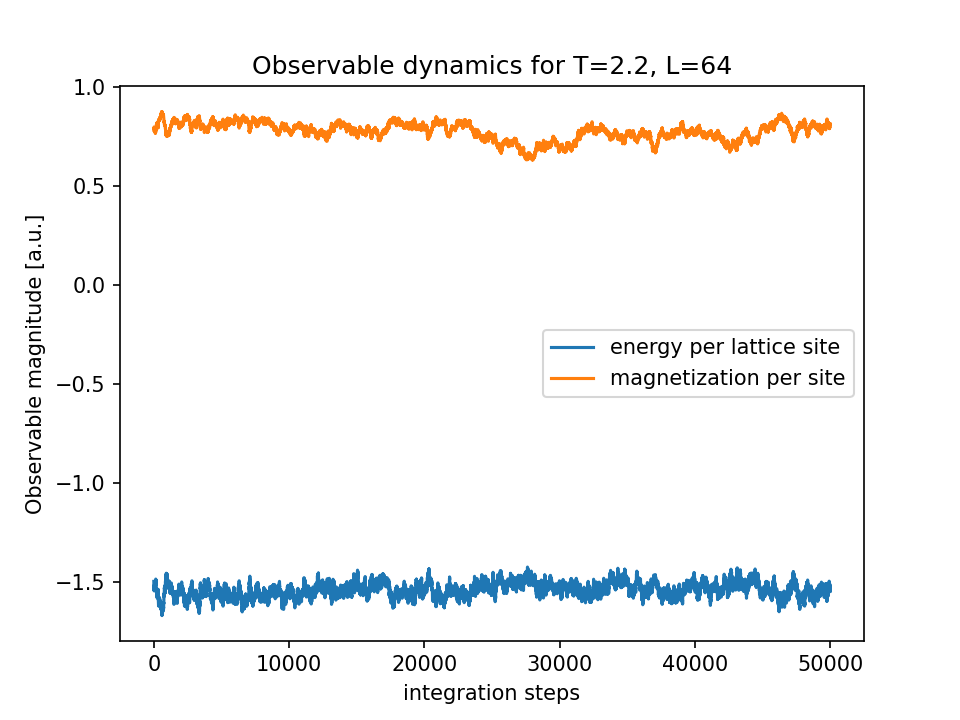 Observable dynamics for T=2.2, L=64
1.0
0.5
0.0
−0.5
−1.0
−1.5
Observable magnitude [a.u.]
energy per lattice site
magnetization per site
0 10000 20000 30000 40000 50000
integration steps